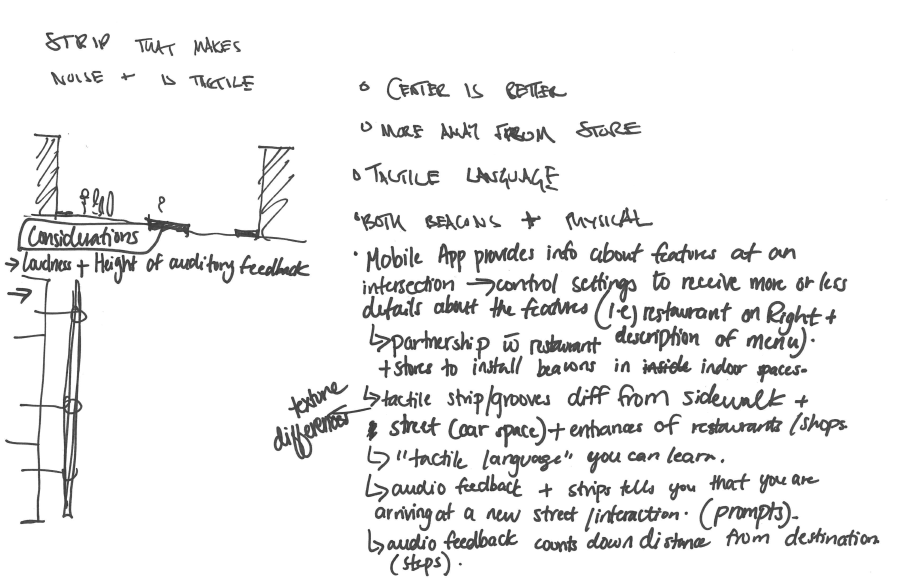 STRIP THAT MAKES
NOISE + IS TACTILE
Considerations
→ Loudness + Height of auditory feedback
• CENTER IS BETTER
• MORE AWAY FROM STORE
• TACTILE LANGUAGE
• BOTH BEACONS + PHYSICAL
• Mobile App provides info about features at an
intersection → control settings to receive more or less
details about the features (i.e) restaurant on Right +
↳ partnership w̄ restaurant description of menu).
+ stores to install beacons in inside indoor spaces-
texture
differences
↳ tactile strip/grooves diff from sidewalk +
street (car space) + entrances of restaurants/shops
↳ "tactile language" you can learn.
↳ audio feedback + strips tells you that you are
arriving at a new street/interaction. (prompts)-
↳ audio feedback counts down distance from destination
(steps).